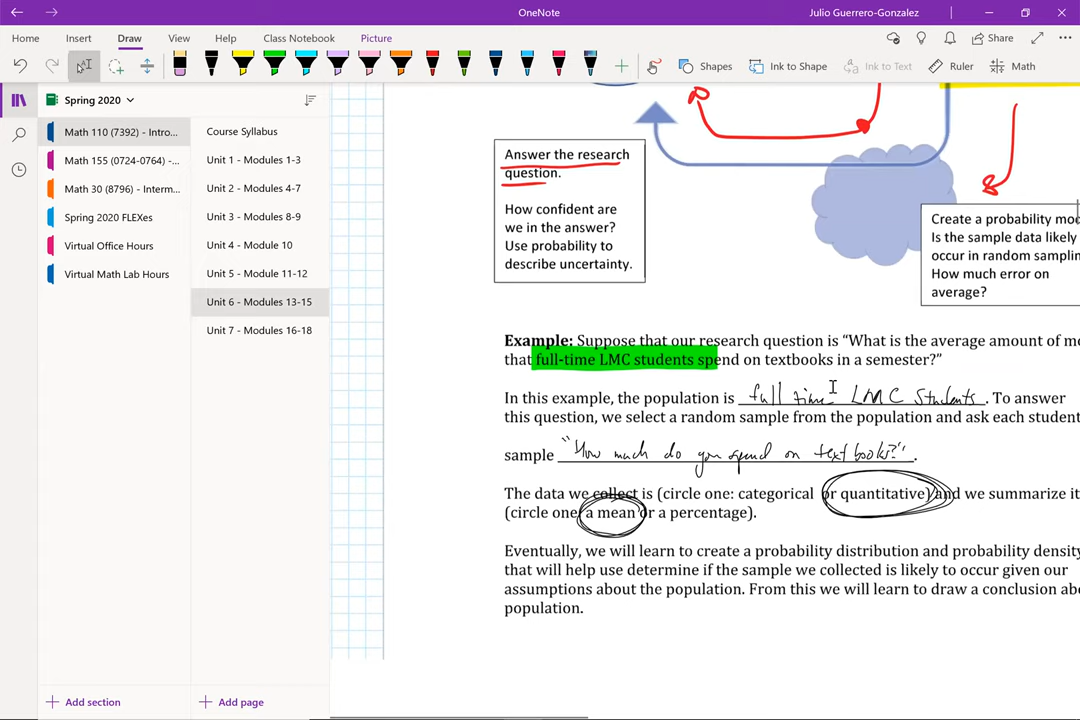 OneNote
Julio Guerrero-Gonzalez
Home Insert Draw View Help Class Notebook Picture
Share
Shapes Ink to Shape Ink to Text Ruler Math
Spring 2020
Math 110 (7392) - Intro...
Math 155 (0724-0764) -...
Math 30 (8796) - Interm...
Spring 2020 FLEXes
Virtual Office Hours
Virtual Math Lab Hours
Course Syllabus
Unit 1 - Modules 1-3
Unit 2 - Modules 4-7
Unit 3 - Modules 8-9
Unit 4 - Module 10
Unit 5 - Module 11-12
Unit 6 - Modules 13-15
Unit 7 - Modules 16-18
Add section
Add page
Answer the research
question.
How confident are
we in the answer?
Use probability to
describe uncertainty.
Create a probability mod
Is the sample data likely
occur in random samplin
How much error on
average?
Example: Suppose that our research question is “What is the average amount of mo
that full-time LMC students spend on textbooks in a semester?”
In this example, the population is full time LMC Students. To answer
this question, we select a random sample from the population and ask each student
sample "How much do you spend on textbooks?".
The data we collect is (circle one: categorical or quantitative) and we summarize it
(circle one: a mean or a percentage).
Eventually, we will learn to create a probability distribution and probability density
that will help use determine if the sample we collected is likely to occur given our
assumptions about the population. From this we will learn to draw a conclusion abo
population.